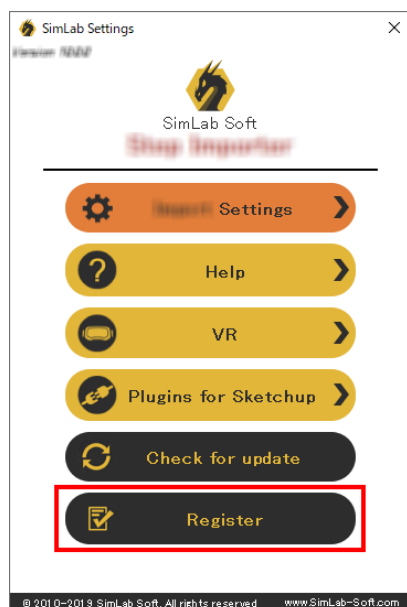 SimLab Settings
SimLab Soft
Settings
Help
VR
Plugins for Sketchup
Check for update
Register
© 2010-2019 SimLab Soft. All rights reserved www.SimLab-Soft.com